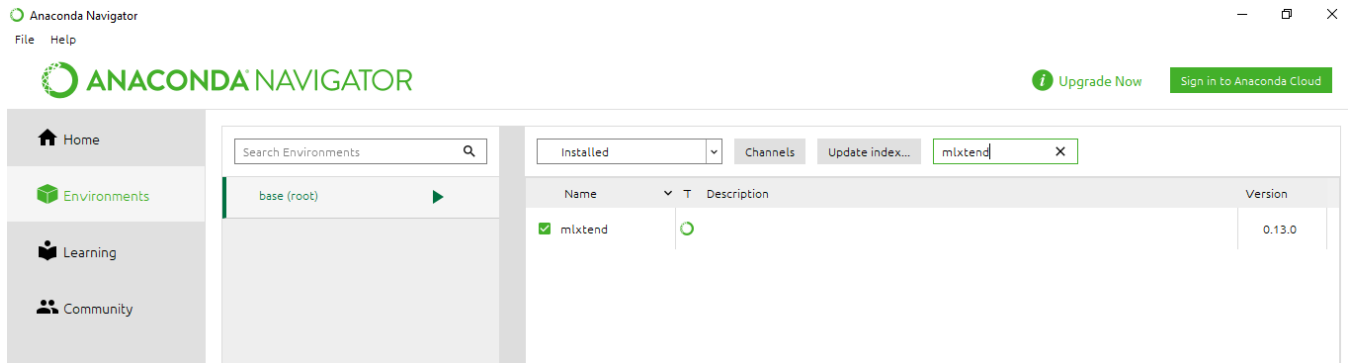 Anaconda Navigator
File Help
ANACONDA NAVIGATOR
i Upgrade Now Sign in to Anaconda Cloud
Home
Search Environments
Installed Channels Update index... mlxtend
Environments
base (root)
Name T Description Version
mlxtend 0.13.0
Learning
Community